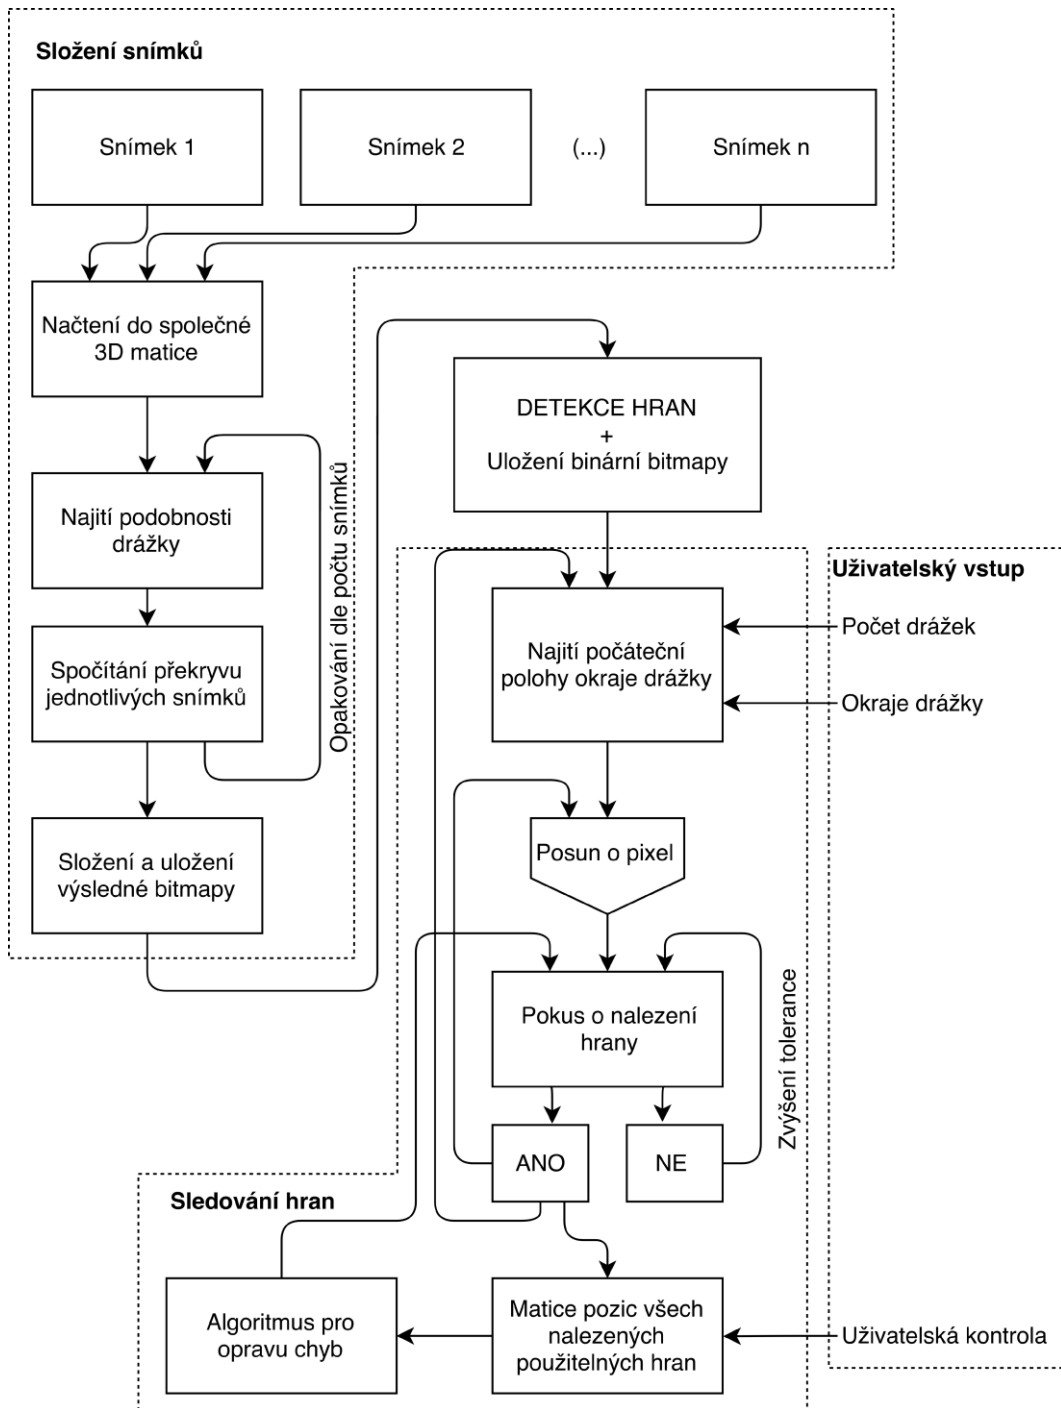 Složení snímků
Snímek 1
Snímek 2
(...)
Snímek n
Načtení do společné
3D matice
Najití podobnosti
drážky
Opakování dle počtu snímků
Spočítání překryvu
jednotlivých snímků
Složení a uložení
výsledné bitmapy
DETEKCE HRAN
+
Uložení binární bitmapy
Uživatelský vstup
Najití počáteční
polohy okraje drážky
Počet drážek
Okraje drážky
Posun o pixel
Pokus o nalezení
hrany
Zvýšení tolerance
ANO
NE
Sledování hran
Algoritmus pro
opravu chyb
Matice pozic všech
nalezených
použitelných hran
Uživatelská kontrola